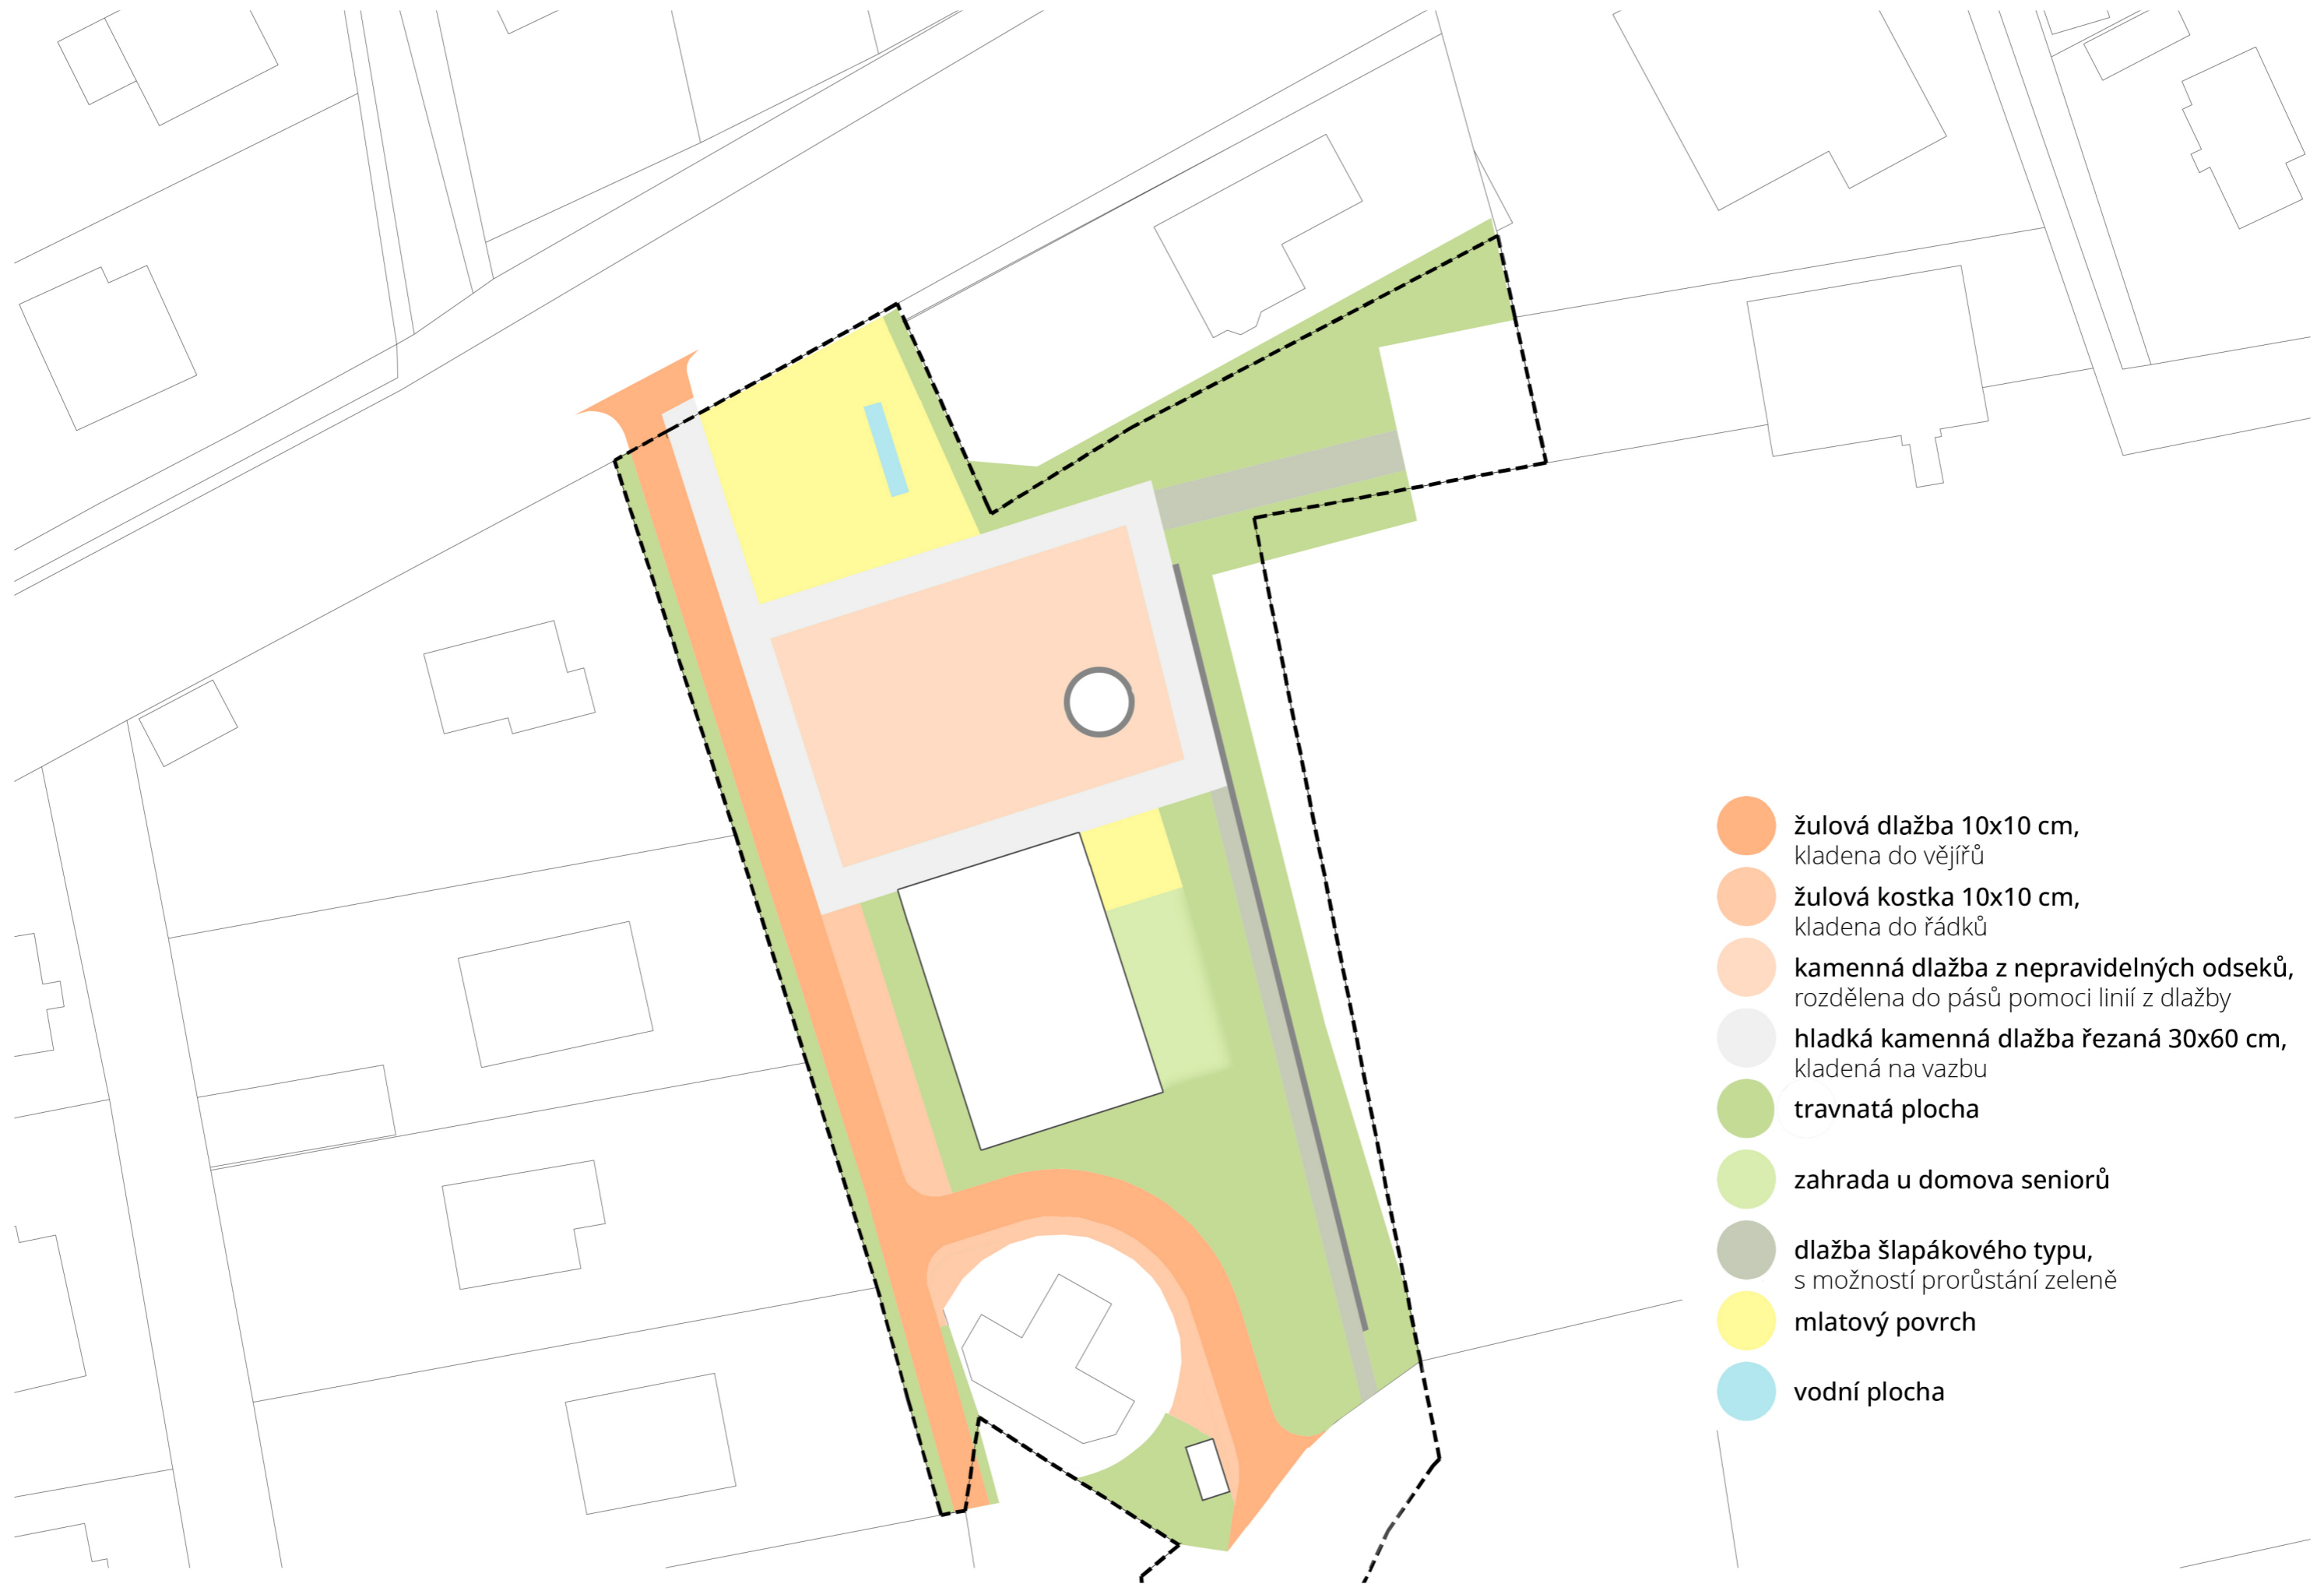 žulová dlažba 10x10 cm,
kladena do vějířů
žulová kostka 10x10 cm,
kladena do řádků
kamenná dlažba z nepravidelných odseků,
rozdělena do pásů pomoci linií z dlažby
hladká kamenná dlažba řezaná 30x60 cm,
kladená na vazbu
travnatá plocha
zahrada u domova seniorů
dlažba šlapákového typu,
s možností prorůstání zeleně
mlatový povrch
vodní plocha